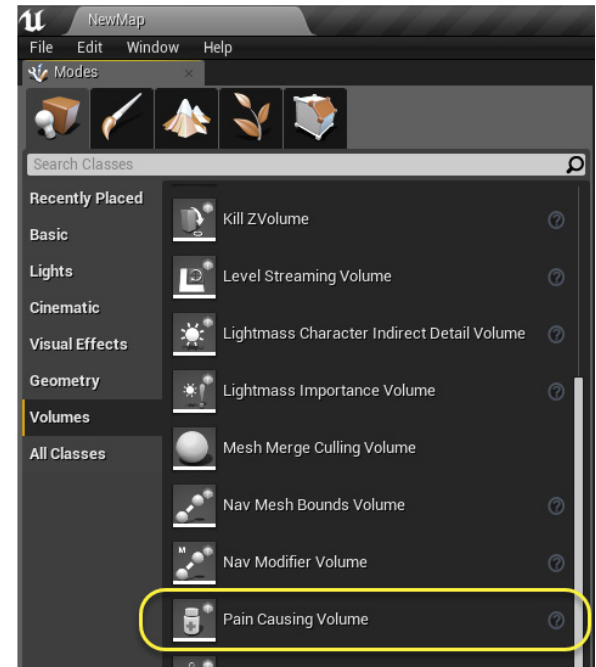 NewMap
File Edit Window Help
Modes
Search Classes
Recently Placed
Basic
Lights
Cinematic
Visual Effects
Geometry
Volumes
All Classes
Kill ZVolume
Level Streaming Volume
Lightmass Character Indirect Detail Volume
Lightmass Importance Volume
Mesh Merge Culling Volume
Nav Mesh Bounds Volume
M
Nav Modifier Volume
Pain Causing Volume